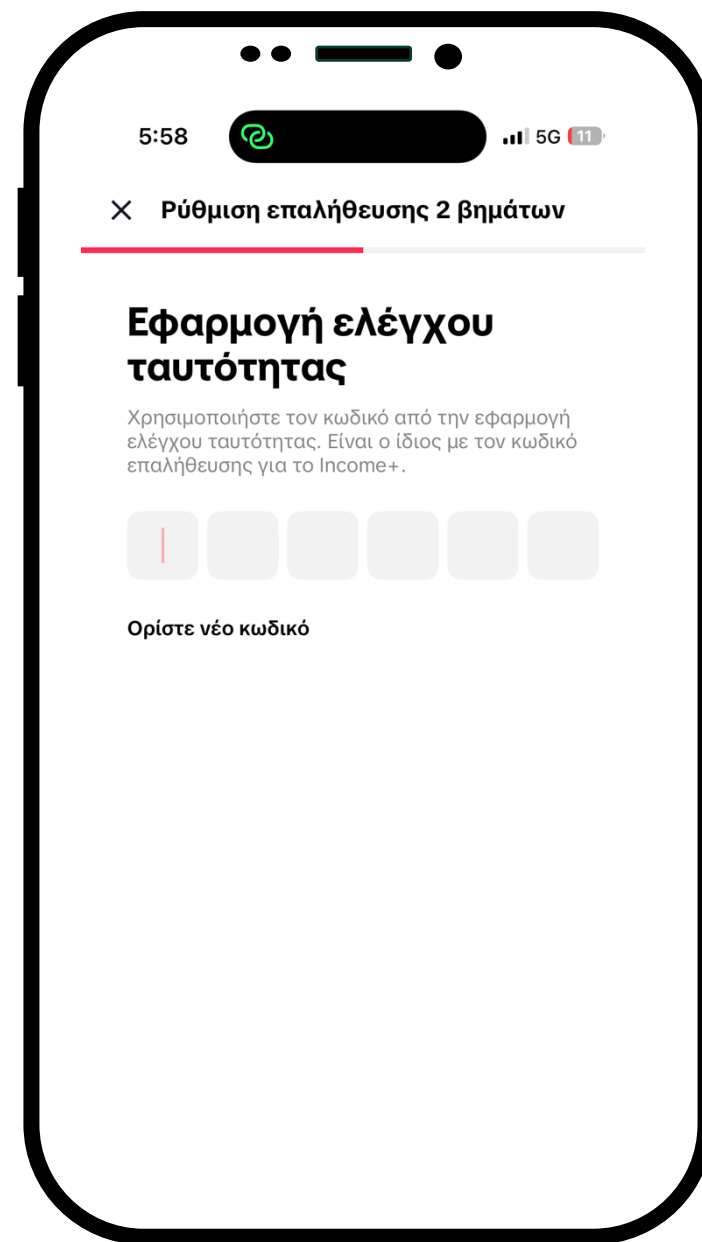 5:58
5G 11
Ρύθμιση επαλήθευσης 2 βημάτων
Εφαρμογή ελέγχου
ταυτότητας
Χρησιμοποιήστε τον κωδικό από την εφαρμογή
ελέγχου ταυτότητας. Είναι ο ίδιος με τον κωδικό
επαλήθευσης για το Income+.
Ορίστε νέο κωδικό